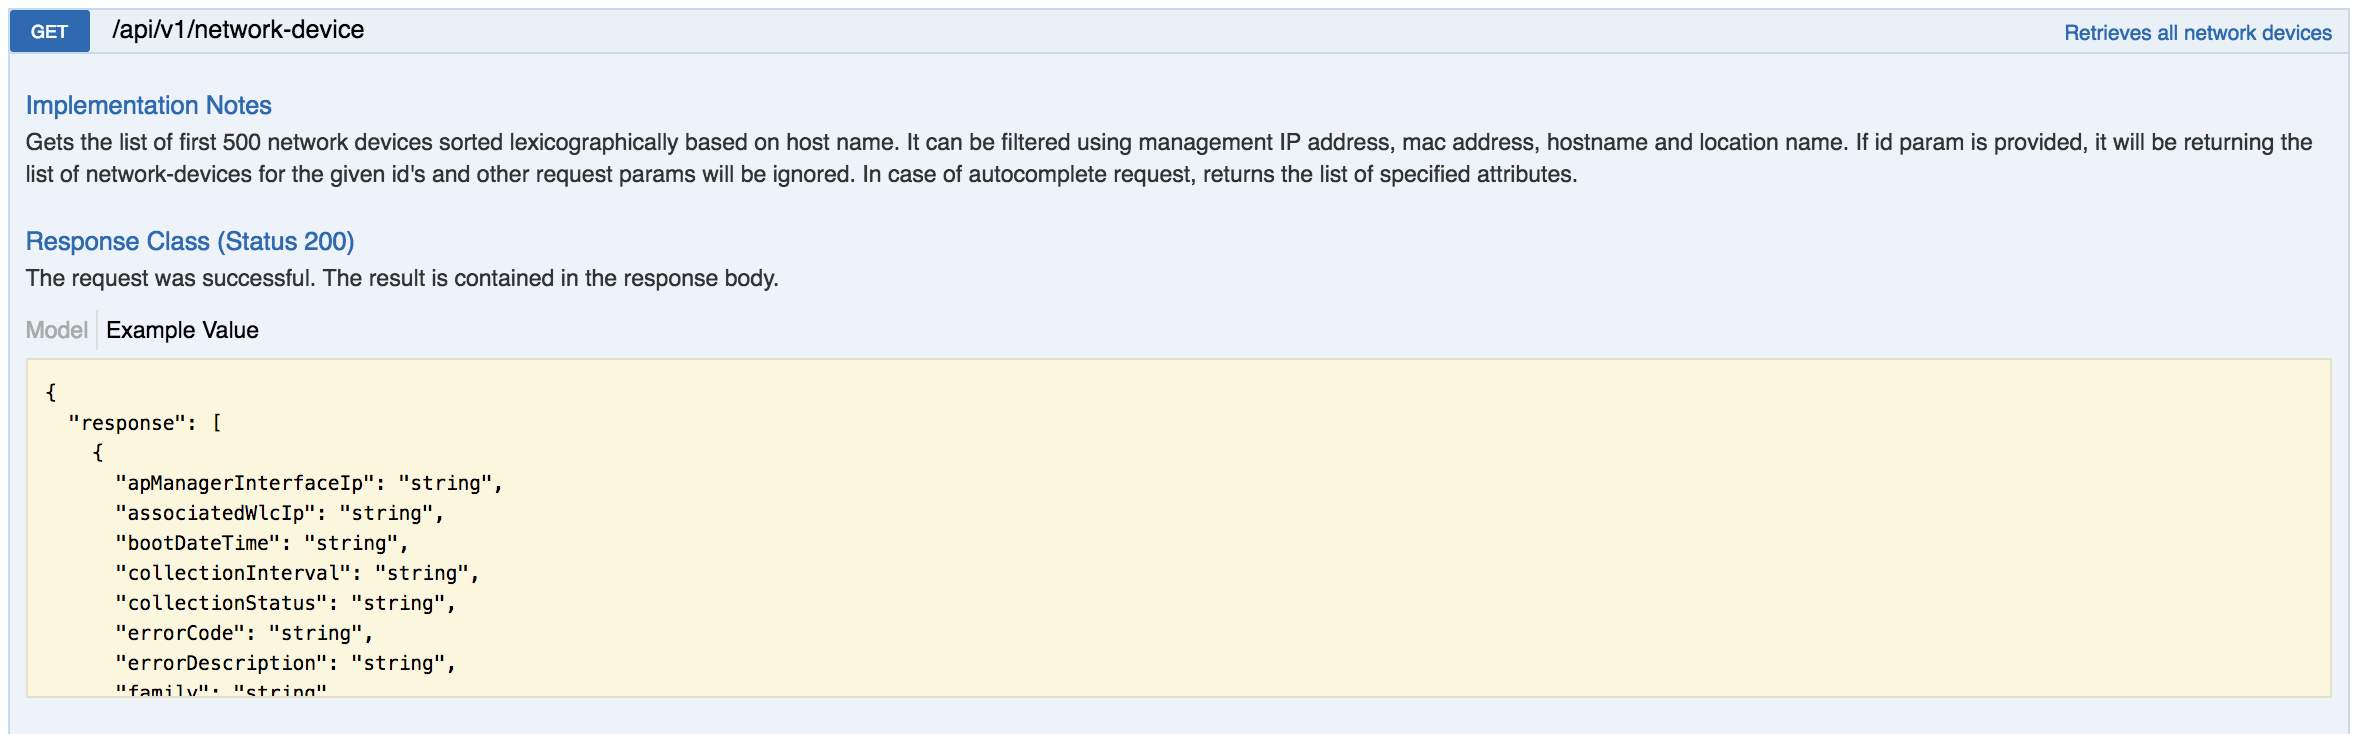 GET /api/v1/network-device Retrieves all network devices
Implementation Notes
Gets the list of first 500 network devices sorted lexicographically based on host name. It can be filtered using management IP address, mac address, hostname and location name. If id param is provided, it will be returning the
list of network-devices for the given id's and other request params will be ignored. In case of autocomplete request, returns the list of specified attributes.
Response Class (Status 200)
The request was successful. The result is contained in the response body.
Model Example Value
{
  "response": [
    {
      "apManagerInterfaceIp": "string",
      "associatedWlcIp": "string",
      "bootDateTime": "string",
      "collectionInterval": "string",
      "collectionStatus": "string",
      "errorCode": "string",
      "errorDescription": "string",
      "family": "string"